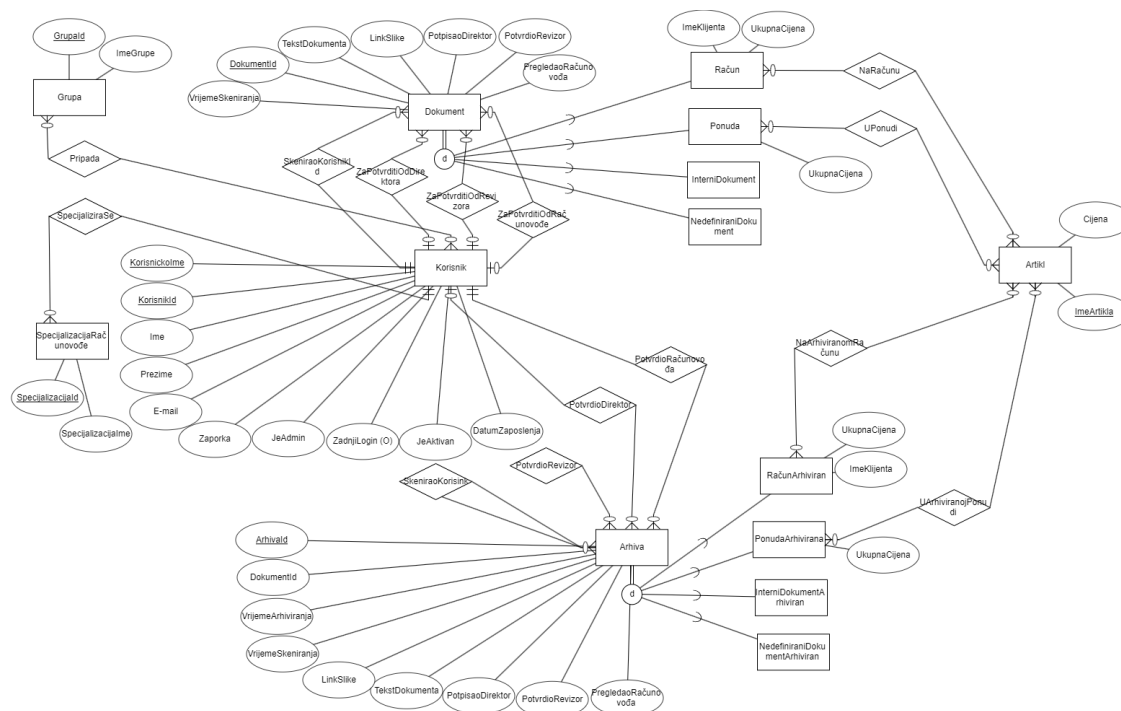 GrupaId
ImeGrupe
Grupa
Pripada
SpecijaliziraSe
SpecijalizacijaRač
unovođe
SpecijalizacijaId
SpecijalizacijaIme
TekstDokumenta
LinkSlike
PotpisaoDirektor
PotvrdioRevizor
DokumentId
PregledaoRačuno
vođa
VrijemeSkeniranja
Dokument
d
SkeniraoKorisnikI
d
ZaPotvrditiOdDire
ktora
ZaPotvrditiOdRevi
zora
ZaPotvrditiOdRač
unovođe
ImeKlijenta
UkupnaCijena
Račun
NaRačunu
Ponuda
UPonudi
UkupnaCijena
InterniDokument
NedefiniraniDok
ument
Cijena
Artikl
ImeArtikla
Korisnik
KorisnickoIme
KorisnikId
Ime
Prezime
E-mail
Zaporka
JeAdmin
ZadnjiLogin (O)
JeAktivan
DatumZaposlenja
PotvrdioRačunovo
đa
PotvrdioDirektor
PotvrdioRevizor
SkeniraoKorisink
NaArhiviranomRa
čunu
UkupnaCijena
ImeKlijenta
RačunArhiviran
UArhiviranojPonu
di
PonudaArhivirana
UkupnaCijena
InterniDokumentA
rhiviran
NedefiniraniDoku
mentArhiviran
Arhiva
d
ArhivaId
DokumentId
VrijemeArhiviranja
VrijemeSkeniranja
LinkSlike
TekstDokumenta
PotpisaoDirektor
PotvrdioRevizor
PregledaoRačuno
vođa